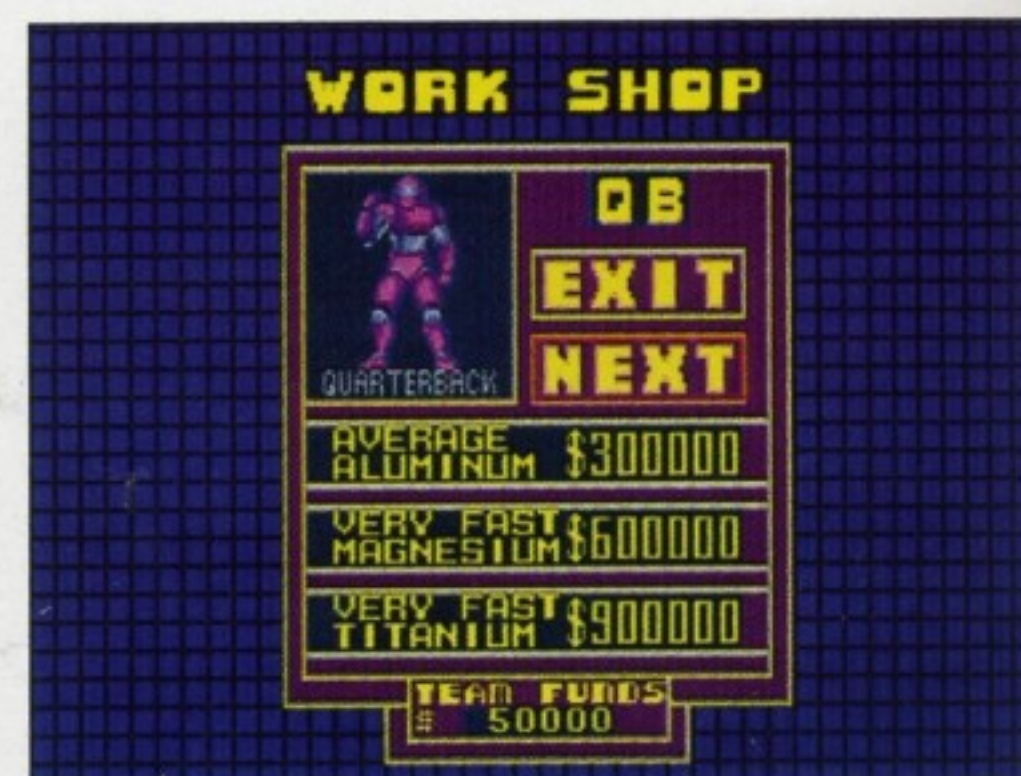 WORK SHOP
QB
EXIT
NEXT
QUARTERBACK
AVERAGE
ALUMINUM $300000
VERY FAST
MAGNESIUM $600000
VERY FAST
TITANIUM $900000
TEAM FUNDS
$ 50000